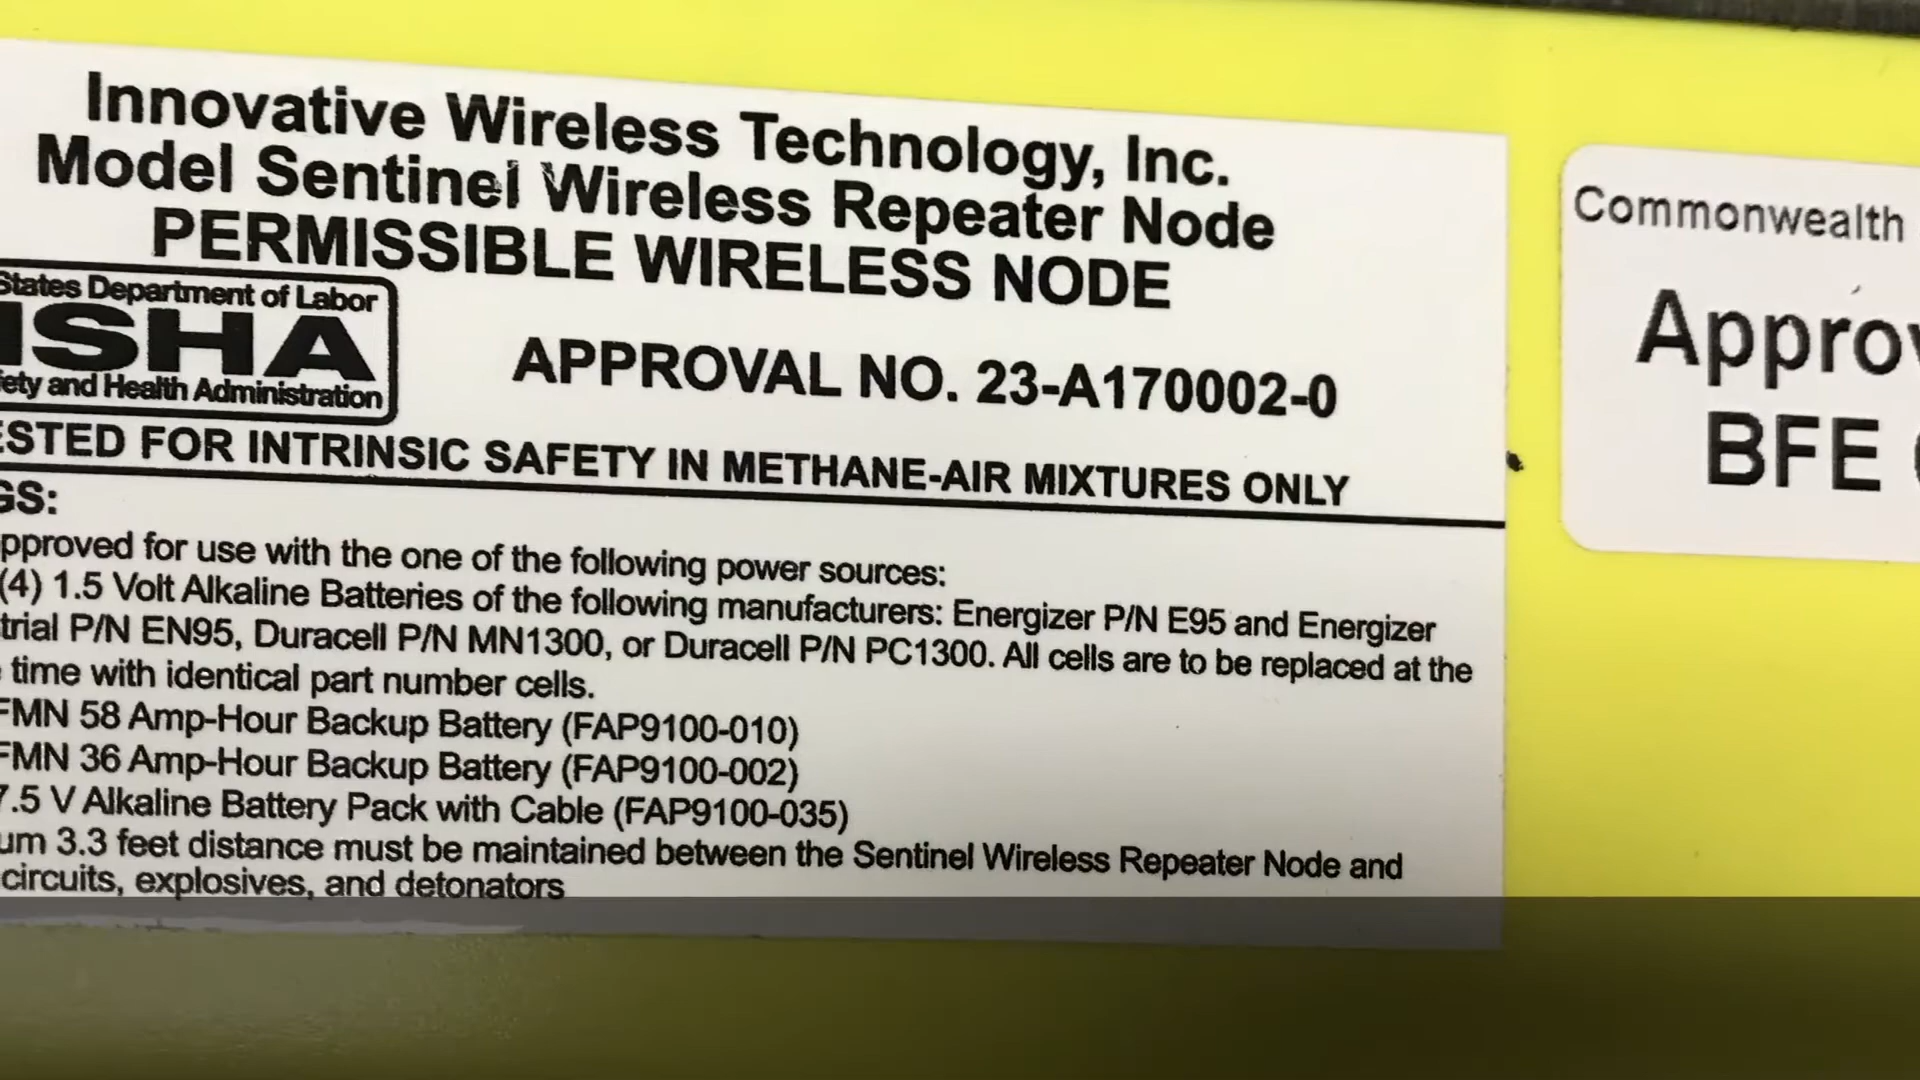 Innovative Wireless Technology, Inc.
Model Sentinel Wireless Repeater Node
PERMISSIBLE WIRELESS NODE
States Department of Labor
SHA
and Health Administration
APPROVAL NO. 23-A170002-0
FOR INTRINSIC SAFETY IN METHANE-AIR MIXTURES ONLY
GS:
pproved for use with the one of the following power sources:
(4) 1.5 Volt Alkaline Batteries of the following manufacturers: Energizer P/N E95 and Energizer
trial P/N EN95, Duracell P/N MN1300, or Duracell P/N PC1300. All cells are to be replaced at the
time with identical part number cells.
FMN 58 Amp-Hour Backup Battery (FAP9100-010)
FMN 36 Amp-Hour Backup Battery (FAP9100-002)
7.5 V Alkaline Battery Pack with Cable (FAP9100-035)
um 3.3 feet distance must be maintained between the Sentinel Wireless Repeater Node and
circuits, explosives, and detonators
Commonwealth
Approv
BFE